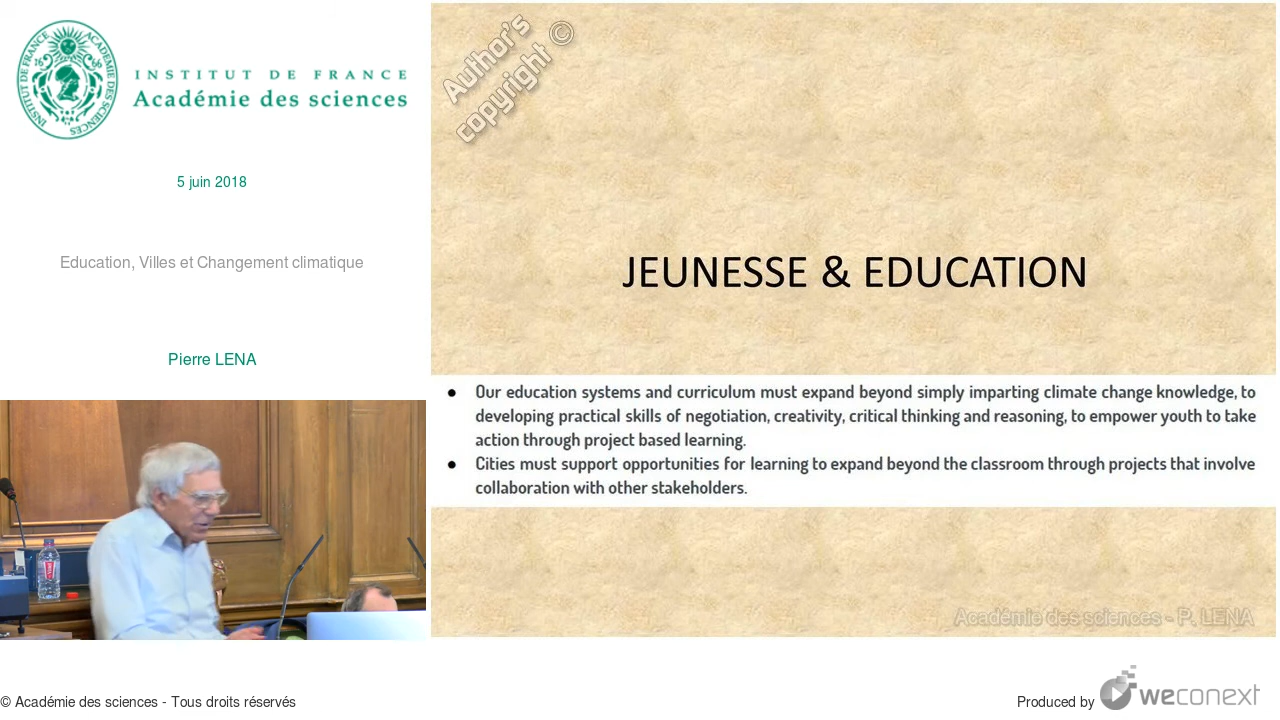 INSTITUT DE FRANCE
Académie des sciences
5 juin 2018
Education, Villes et Changement climatique
Pierre LENA
Author's
copyright ©
JEUNESSE & EDUCATION
● Our education systems and curriculum must expand beyond simply imparting climate change knowledge, to
developing practical skills of negotiation, creativity, critical thinking and reasoning, to empower youth to take
action through project based learning.
● Cities must support opportunities for learning to expand beyond the classroom through projects that involve
collaboration with other stakeholders.
Académie des sciences - P. LENA
© Académie des sciences - Tous droits réservés
Produced by weconext